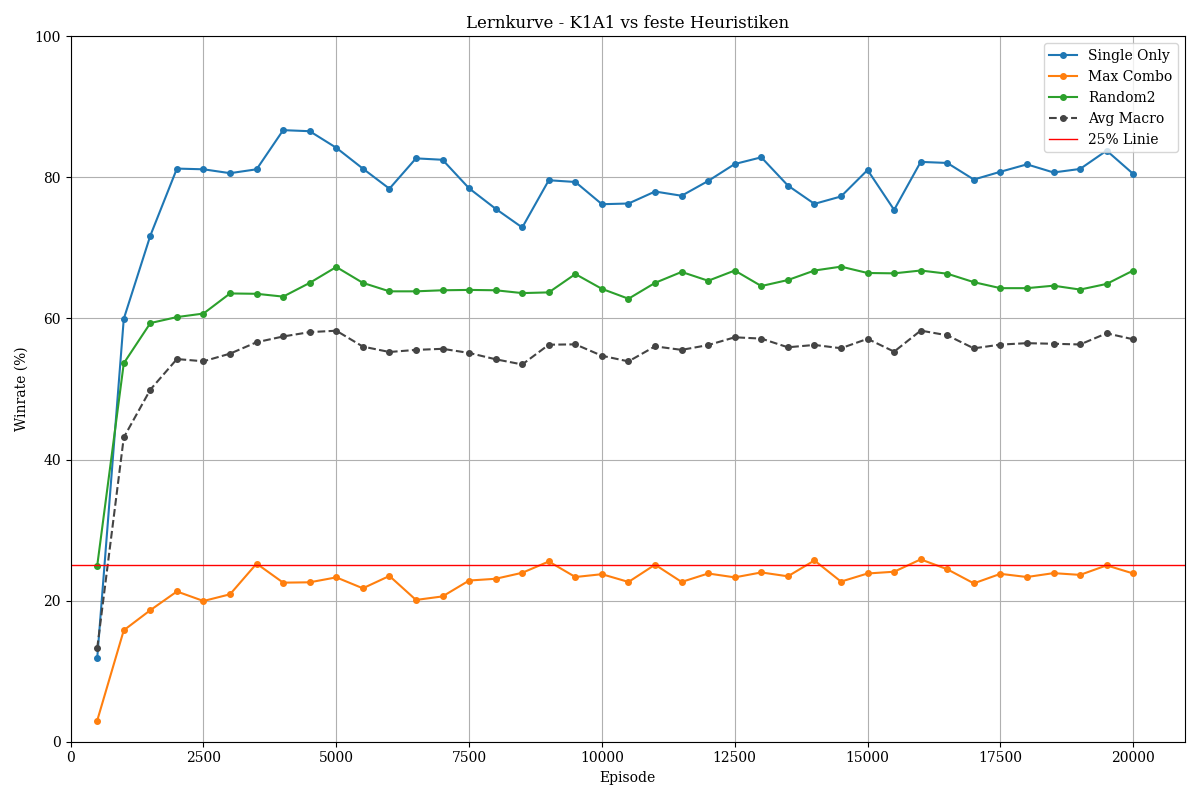 Lernkurve - K1A1 vs feste Heuristiken
100
80
60
40
20
0
Winrate (%)
Single Only
Max Combo
Random2
Avg Macro
25% Linie
0 2500 5000 7500 10000 12500 15000 17500 20000
Episode